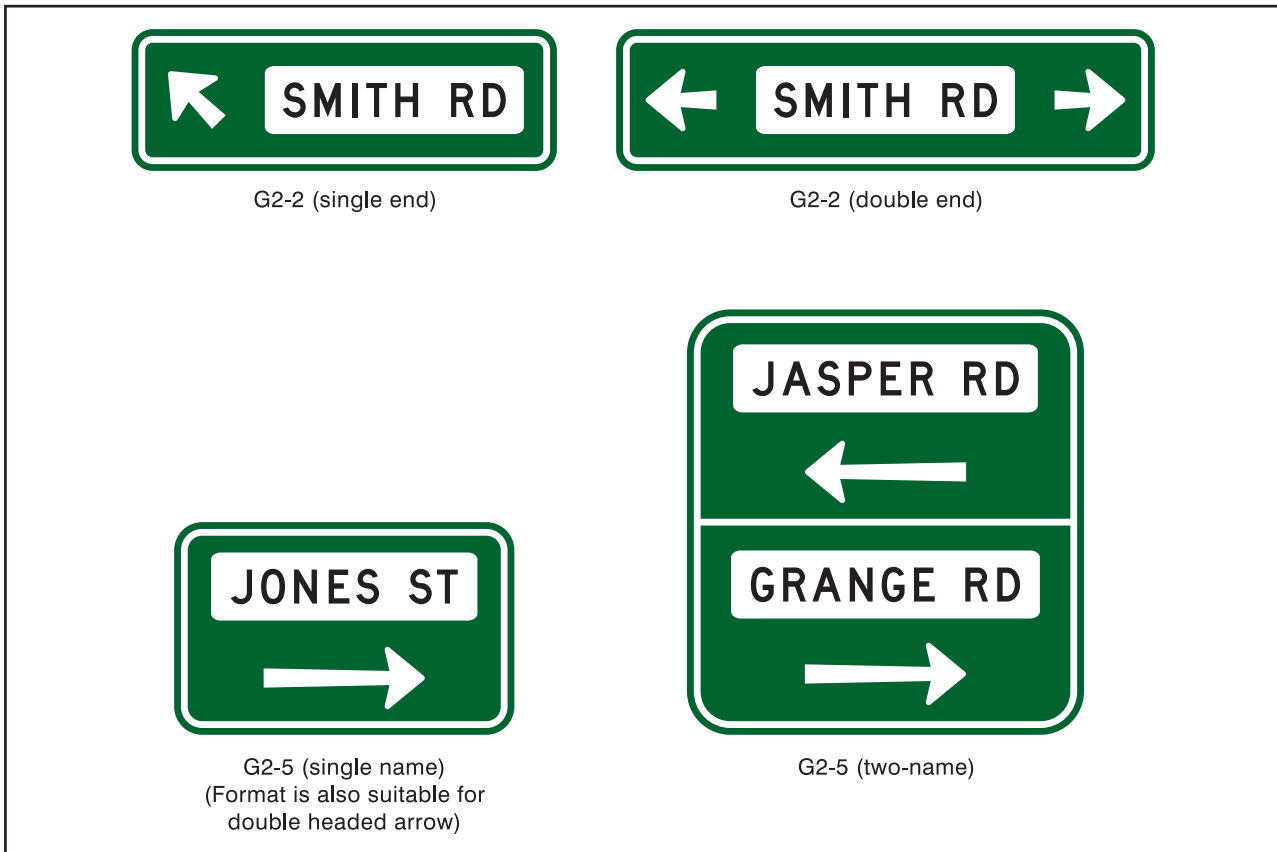 SMITH RD
G2-2 (single end)
SMITH RD
G2-2 (double end)
JASPER RD
GRANGE RD
JONES ST
G2-5 (single name)
(Format is also suitable for
double headed arrow)
G2-5 (two-name)